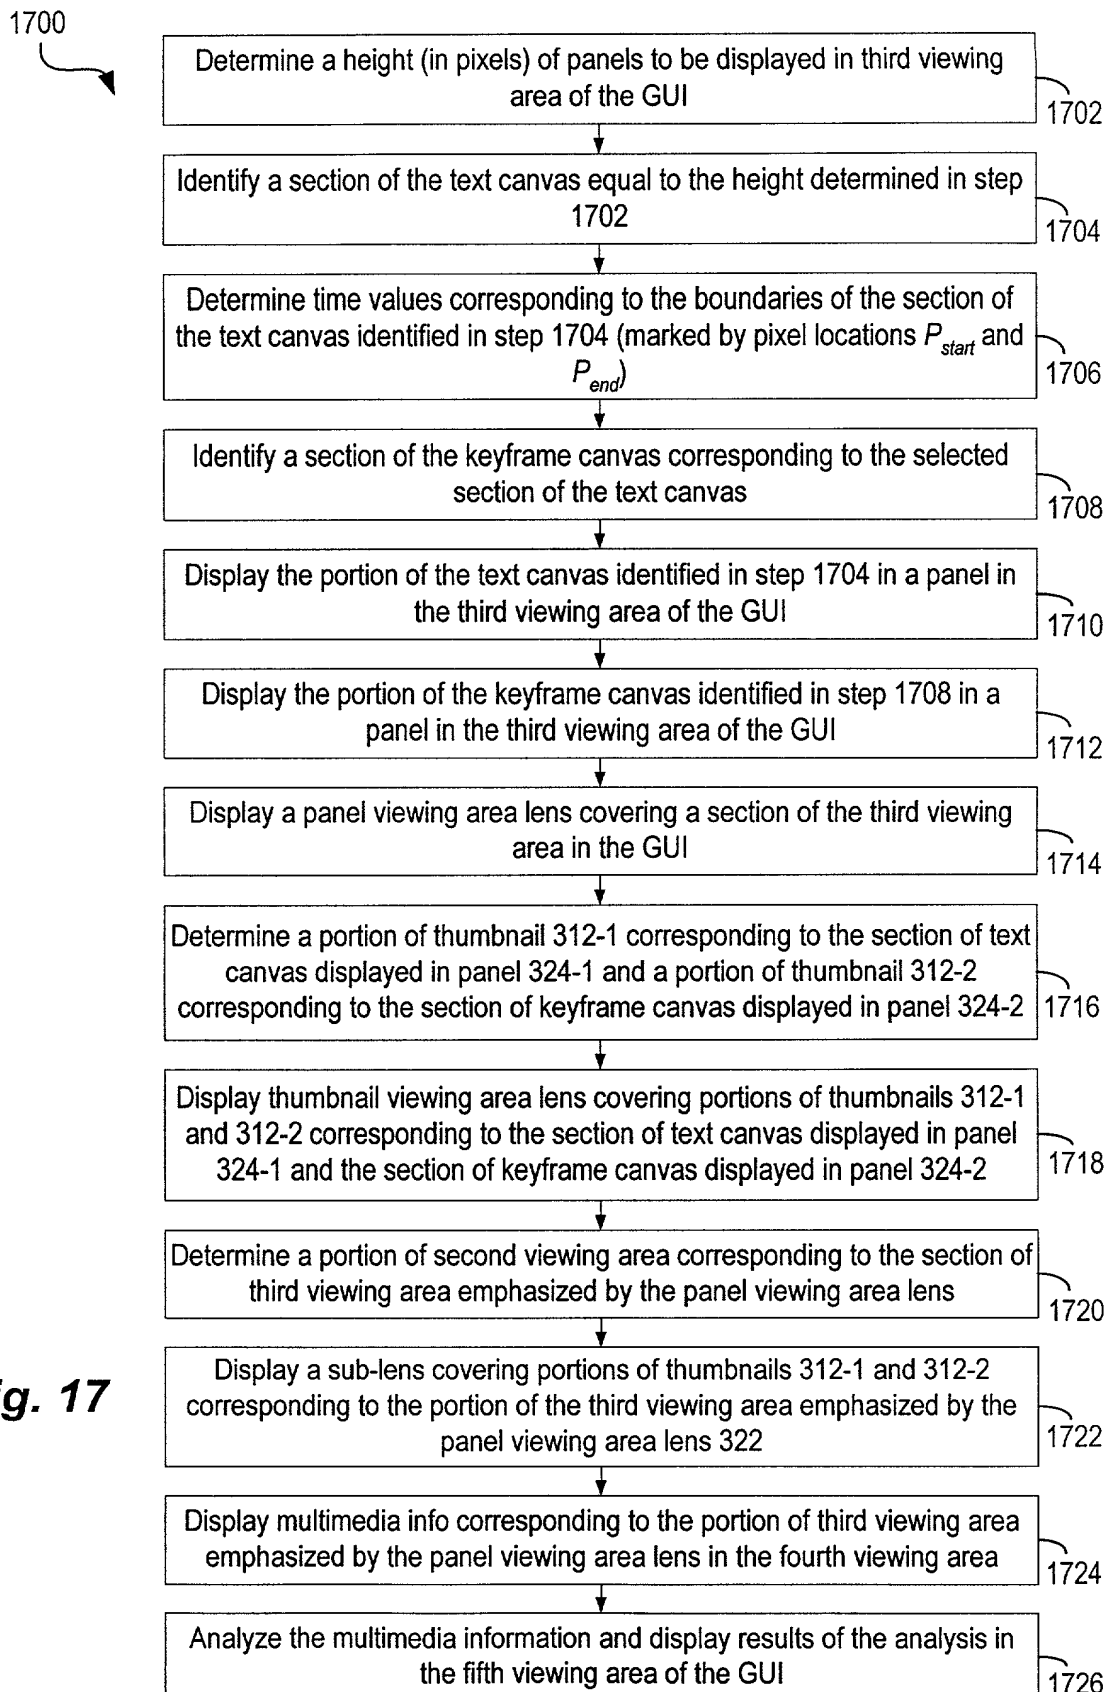 1700
Determine a height (in pixels) of panels to be displayed in third viewing
area of the GUI
1702
Identify a section of the text canvas equal to the height determined in step
1702
1704
Determine time values corresponding to the boundaries of the section of
the text canvas identified in step 1704 (marked by pixel locations P_start and
P_end)
1706
Identify a section of the keyframe canvas corresponding to the selected
section of the text canvas
1708
Display the portion of the text canvas identified in step 1704 in a panel in
the third viewing area of the GUI
1710
Display the portion of the keyframe canvas identified in step 1708 in a
panel in the third viewing area of the GUI
1712
Display a panel viewing area lens covering a section of the third viewing
area in the GUI
1714
Determine a portion of thumbnail 312-1 corresponding to the section of text
canvas displayed in panel 324-1 and a portion of thumbnail 312-2
corresponding to the section of keyframe canvas displayed in panel 324-2
1716
Display thumbnail viewing area lens covering portions of thumbnails 312-1
and 312-2 corresponding to the section of text canvas displayed in panel
324-1 and the section of keyframe canvas displayed in panel 324-2
1718
Determine a portion of second viewing area corresponding to the section of
third viewing area emphasized by the panel viewing area lens
1720
Display a sub-lens covering portions of thumbnails 312-1 and 312-2
corresponding to the portion of the third viewing area emphasized by the
panel viewing area lens 322
1722
ig. 17
Display multimedia info corresponding to the portion of third viewing area
emphasized by the panel viewing area lens in the fourth viewing area
1724
Analyze the multimedia information and display results of the analysis in
the fifth viewing area of the GUI
1726